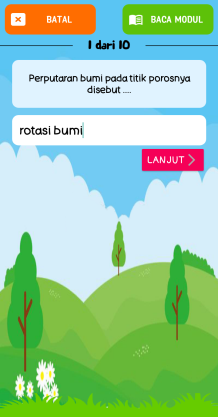 BATAL
BACA MODUL
1 dari 10
Perputaran bumi pada titik porosnya
disebut ....
rotasi bumi
LANJUT